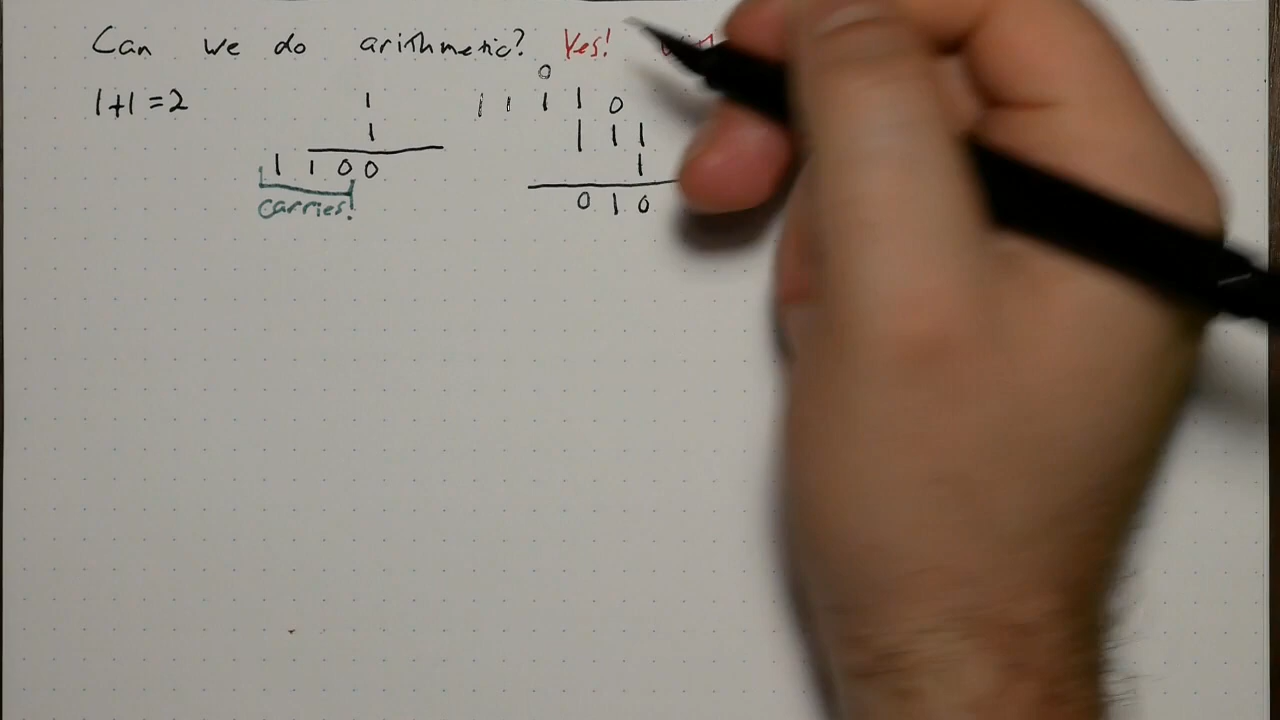 Can we do arithmetic? Yes!
0
1+1=2 1 1 1 1 1 0
1 1 1 1
1
1 1 0 0 0 1 0
carries!